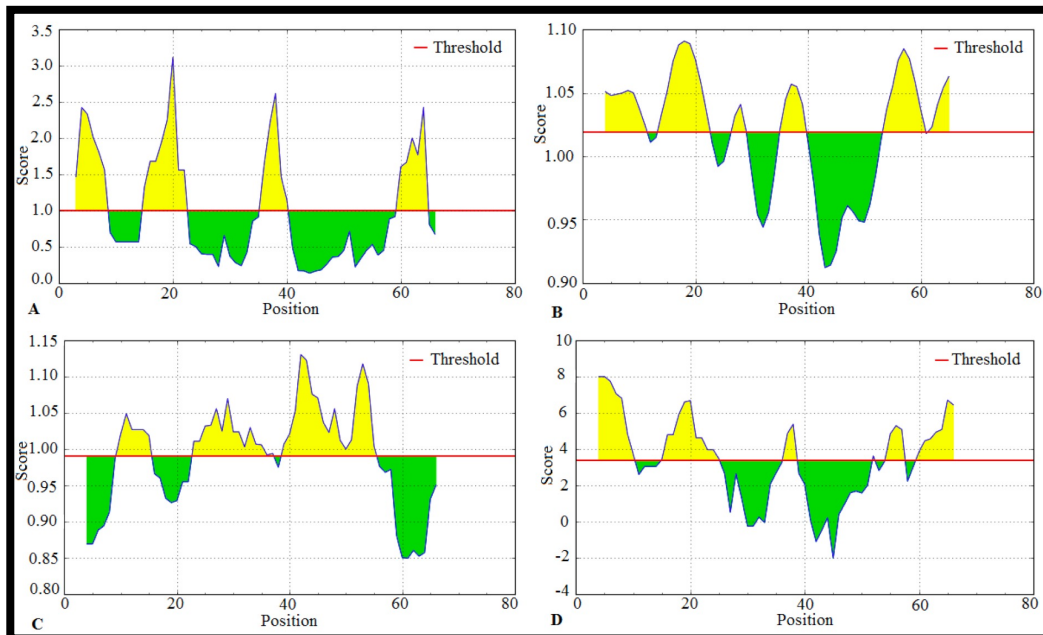 3.5
3.0
2.5
2.0
1.5
1.0
0.5
0.0
Score
0 20 40 60 80
Position
Threshold
A
1.10
1.05
1.00
0.95
0.90
Score
0 20 40 60 80
Position
Threshold
B
1.15
1.10
1.05
1.00
0.95
0.90
0.85
0.80
Score
0 20 40 60 80
Position
Threshold
C
10
8
6
4
2
0
-2
-4
Score
0 20 40 60 80
Position
Threshold
D